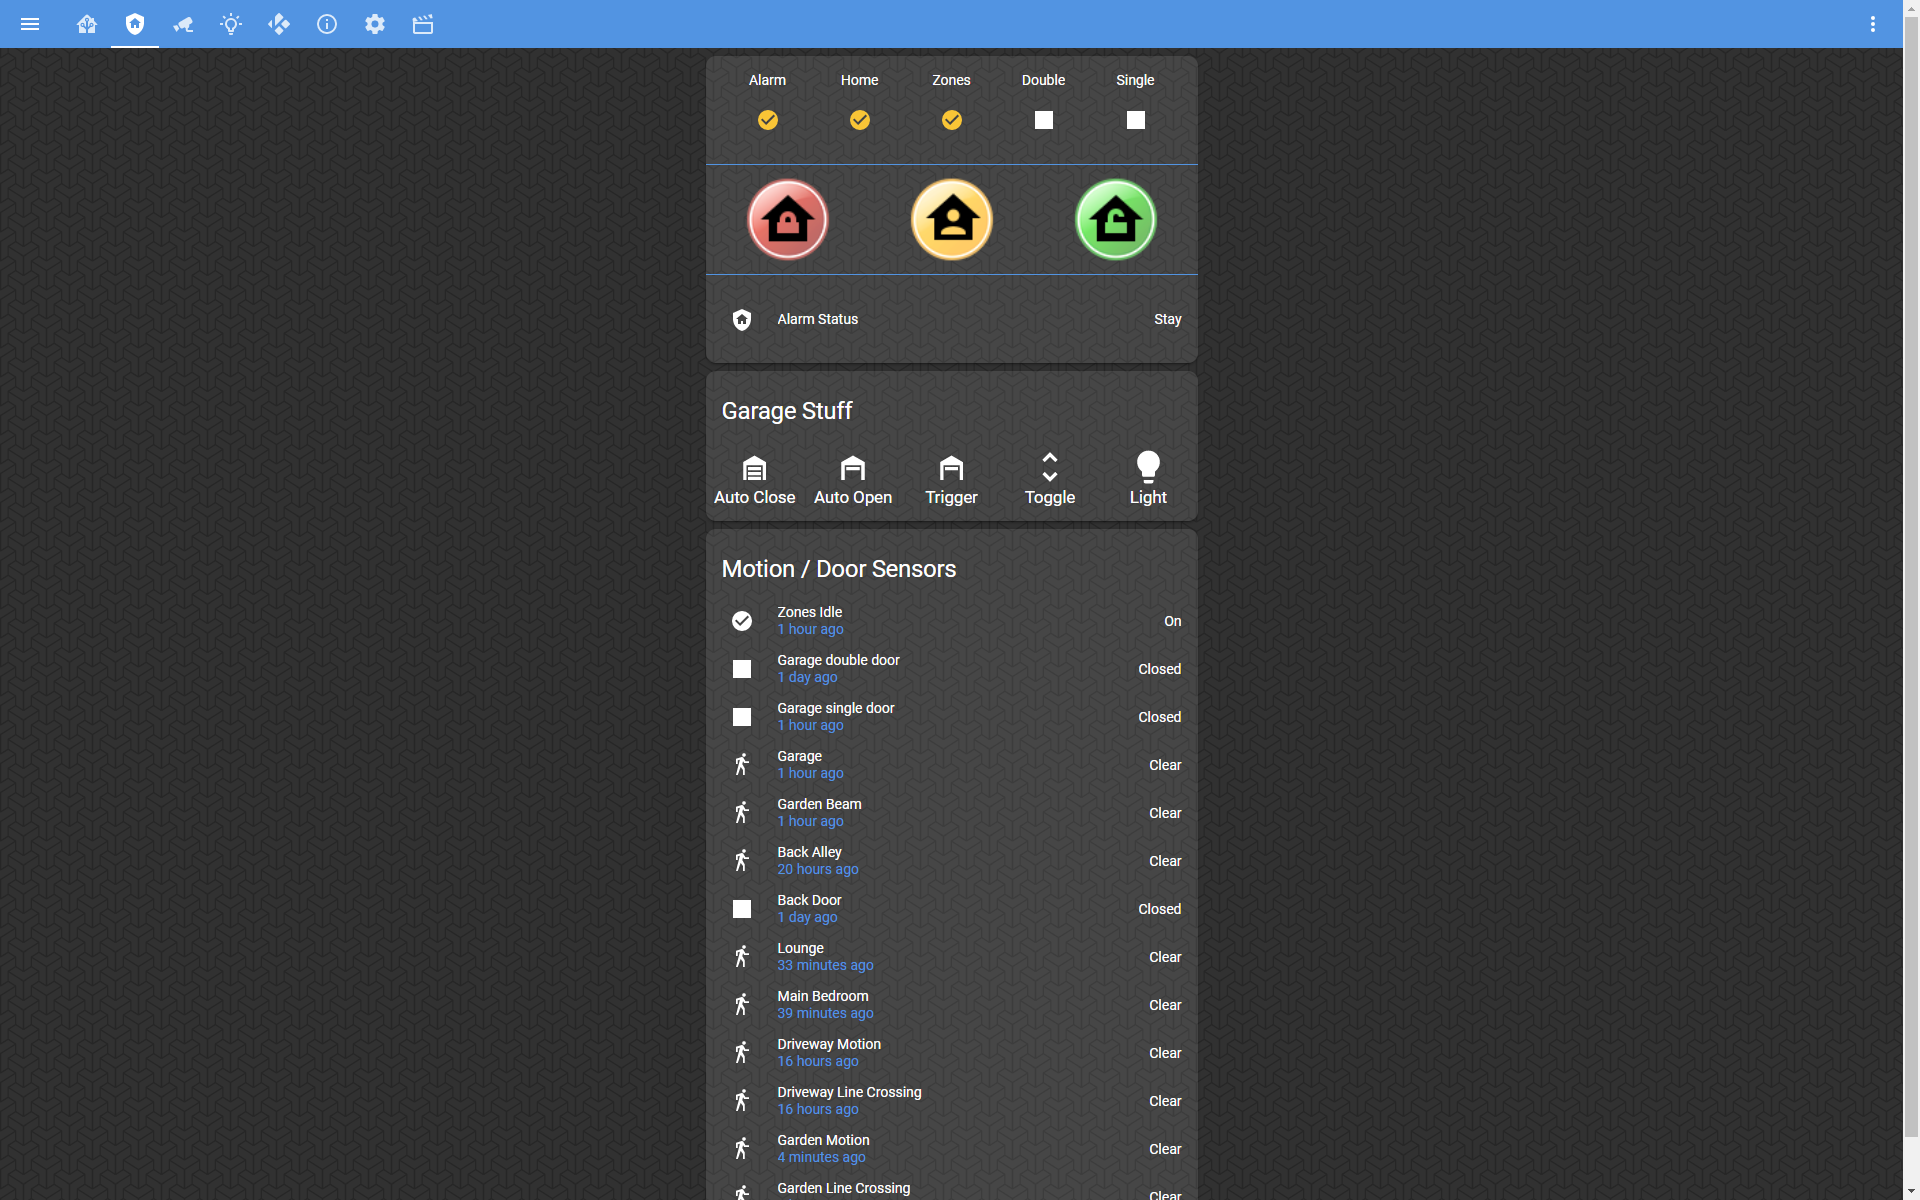 Alarm Home Zones Double Single
Alarm Status Stay
Garage Stuff
Auto Close Auto Open Trigger Toggle Light
Motion / Door Sensors
Zones Idle
1 hour ago
On
Garage double door
1 day ago
Closed
Garage single door
1 hour ago
Closed
Garage
1 hour ago
Clear
Garden Beam
1 hour ago
Clear
Back Alley
20 hours ago
Clear
Back Door
1 day ago
Closed
Lounge
33 minutes ago
Clear
Main Bedroom
39 minutes ago
Clear
Driveway Motion
16 hours ago
Clear
Driveway Line Crossing
16 hours ago
Clear
Garden Motion
4 minutes ago
Clear
Garden Line Crossing
Clear